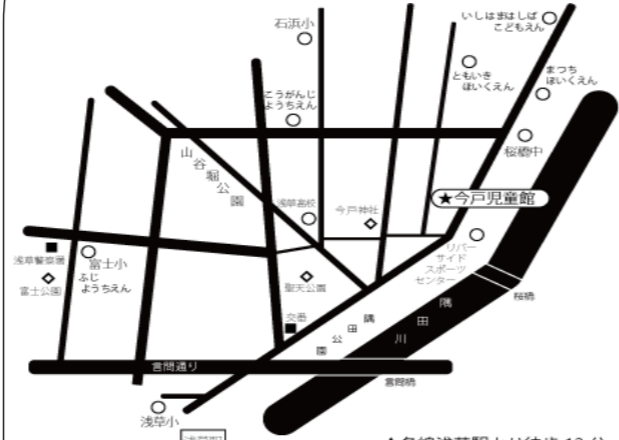 石浜小
いしはまはしば
こどもえん
ともいき
ほいくえん
まつち
ほいくえん
こうがんじ
ようちえん
桜橋中
山谷堀公園
浅草高校
今戸神社
★今戸児童館
リバー
サイド
スポーツ
センター
浅草警察署
富士小
ふじ
ようちえん
富士公園
聖天公園
桜橋
隅田川
隅田公園
交番
言問通り
言問橋
浅草小